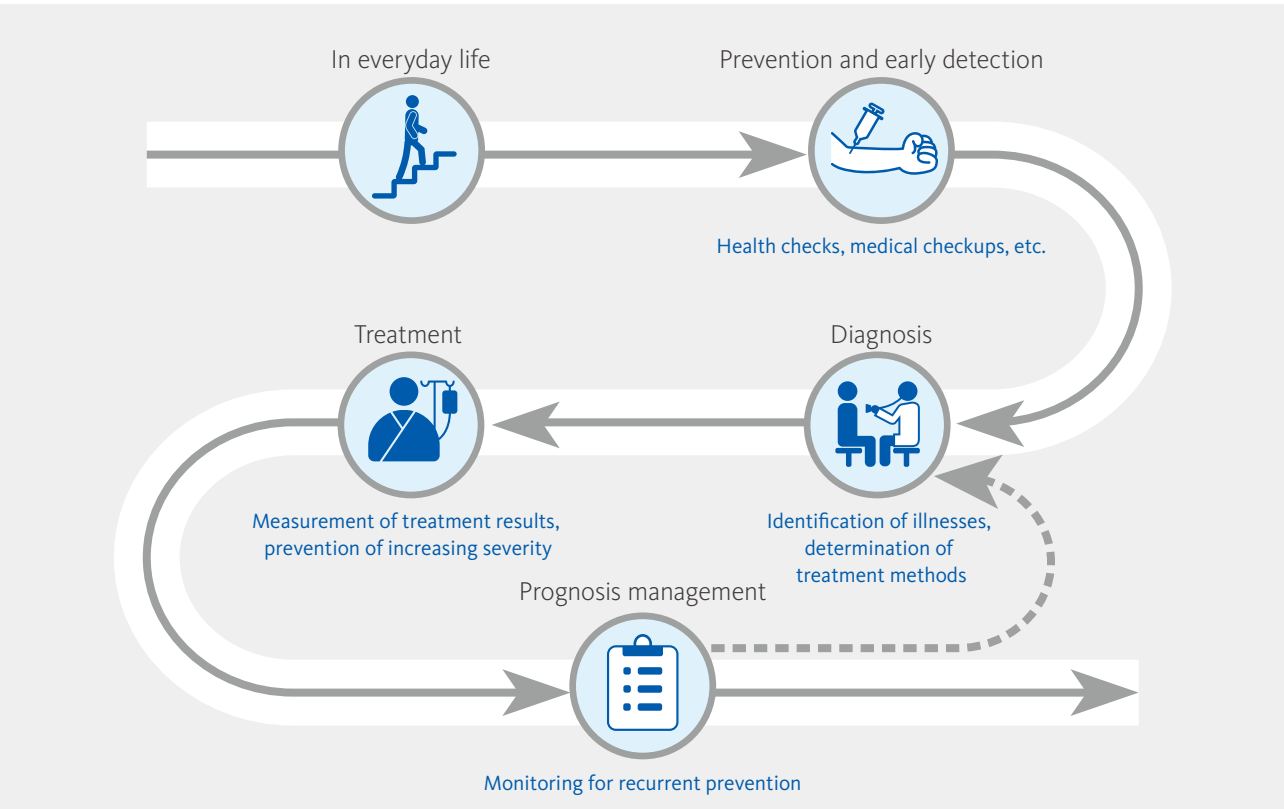 In everyday life
Prevention and early detection
Health checks, medical checkups, etc.
Treatment
Diagnosis
Measurement of treatment results,
prevention of increasing severity
Identification of illnesses,
determination of
treatment methods
Prognosis management
Monitoring for recurrent prevention